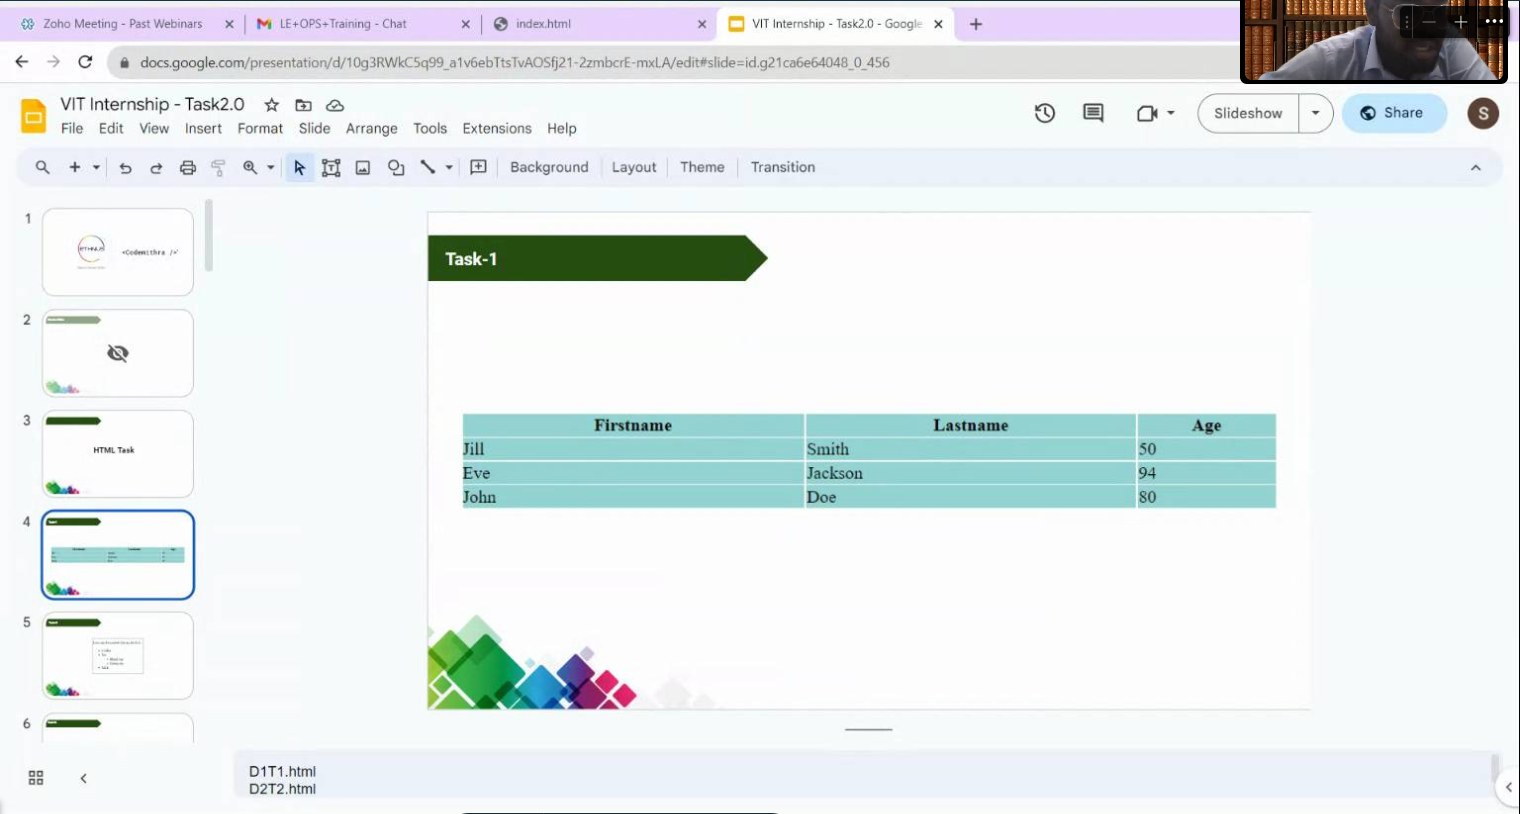 Zoho Meeting - Past Webinars
LE+OPS+Training - Chat
index.html
VIT Internship - Task2.0 - Google
docs.google.com/presentation/d/10g3RWkC5q99_a1v6ebTtsTvAOSfj21-2zmbcrE-mxLA/edit#slide=id.g21ca6e64048_0_456
VIT Internship - Task2.0
File Edit View Insert Format Slide Arrange Tools Extensions Help
Slideshow
Share
S
Background Layout Theme Transition
1
<Codemithra />
2
3
HTML Task
4
5
6
Task-1
Firstname Lastname Age
Jill Smith 50
Eve Jackson 94
John Doe 80
D1T1.html
D2T2.html